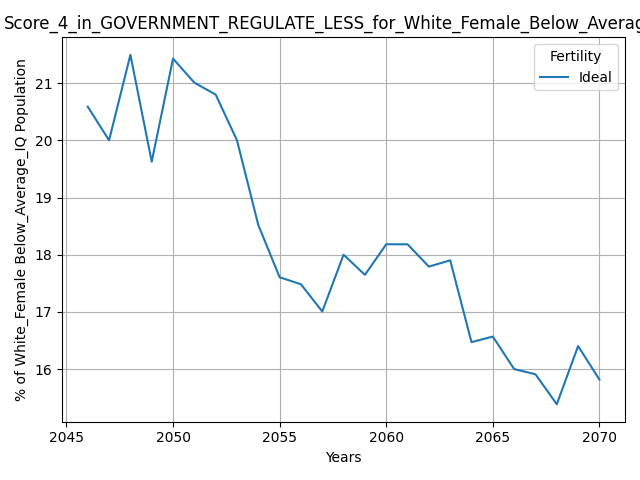 Score_4_in_GOVERNMENT_REGULATE_LESS_for_White_Female_Below_Averag
Fertility
Ideal
% of White_Female Below_Average_IQ Population
21
20
19
18
17
16
2045 2050 2055 2060 2065 2070
Years